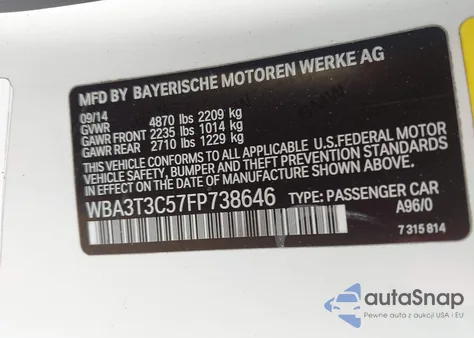 MFD BY BAYERISCHE MOTOREN WERKE AG
09/14
GVWR 4870 lbs 2209 kg
GAWR FRONT 2235 lbs 1014 kg
GAWR REAR 2710 lbs 1229 kg
THIS VEHICLE CONFORMS TO ALL APPLICABLE U.S.FEDERAL MOTOR
VEHICLE SAFETY, BUMPER AND THEFT PREVENTION STANDARDS
IN EFFECT ON THE DATE OF MANUFACTURE SHOWN ABOVE.
WBA3T3C57FP738646 TYPE: PASSENGER CAR
A96/0
7 315 814
autoSnap
Pewne auta z aukcji USA i EU